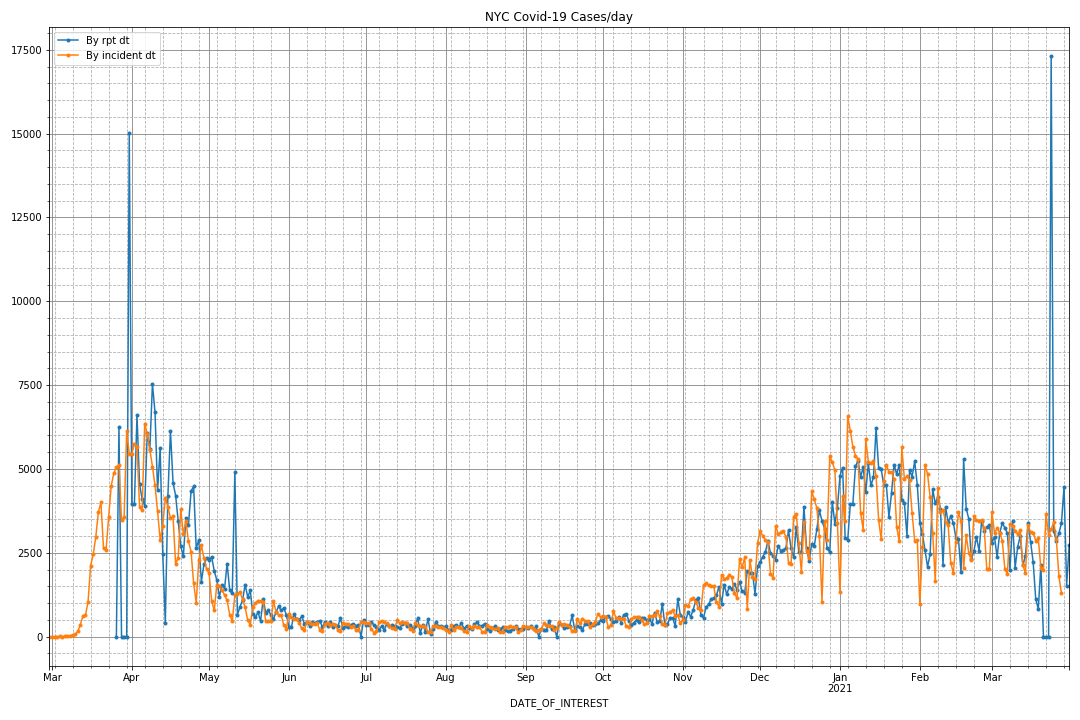 NYC Covid-19 Cases/day
By rpt dt
By incident dt
17500
15000
12500
10000
7500
5000
2500
0
Mar Apr May Jun Jul Aug Sep Oct Nov Dec Jan Feb Mar
2021
DATE_OF_INTEREST